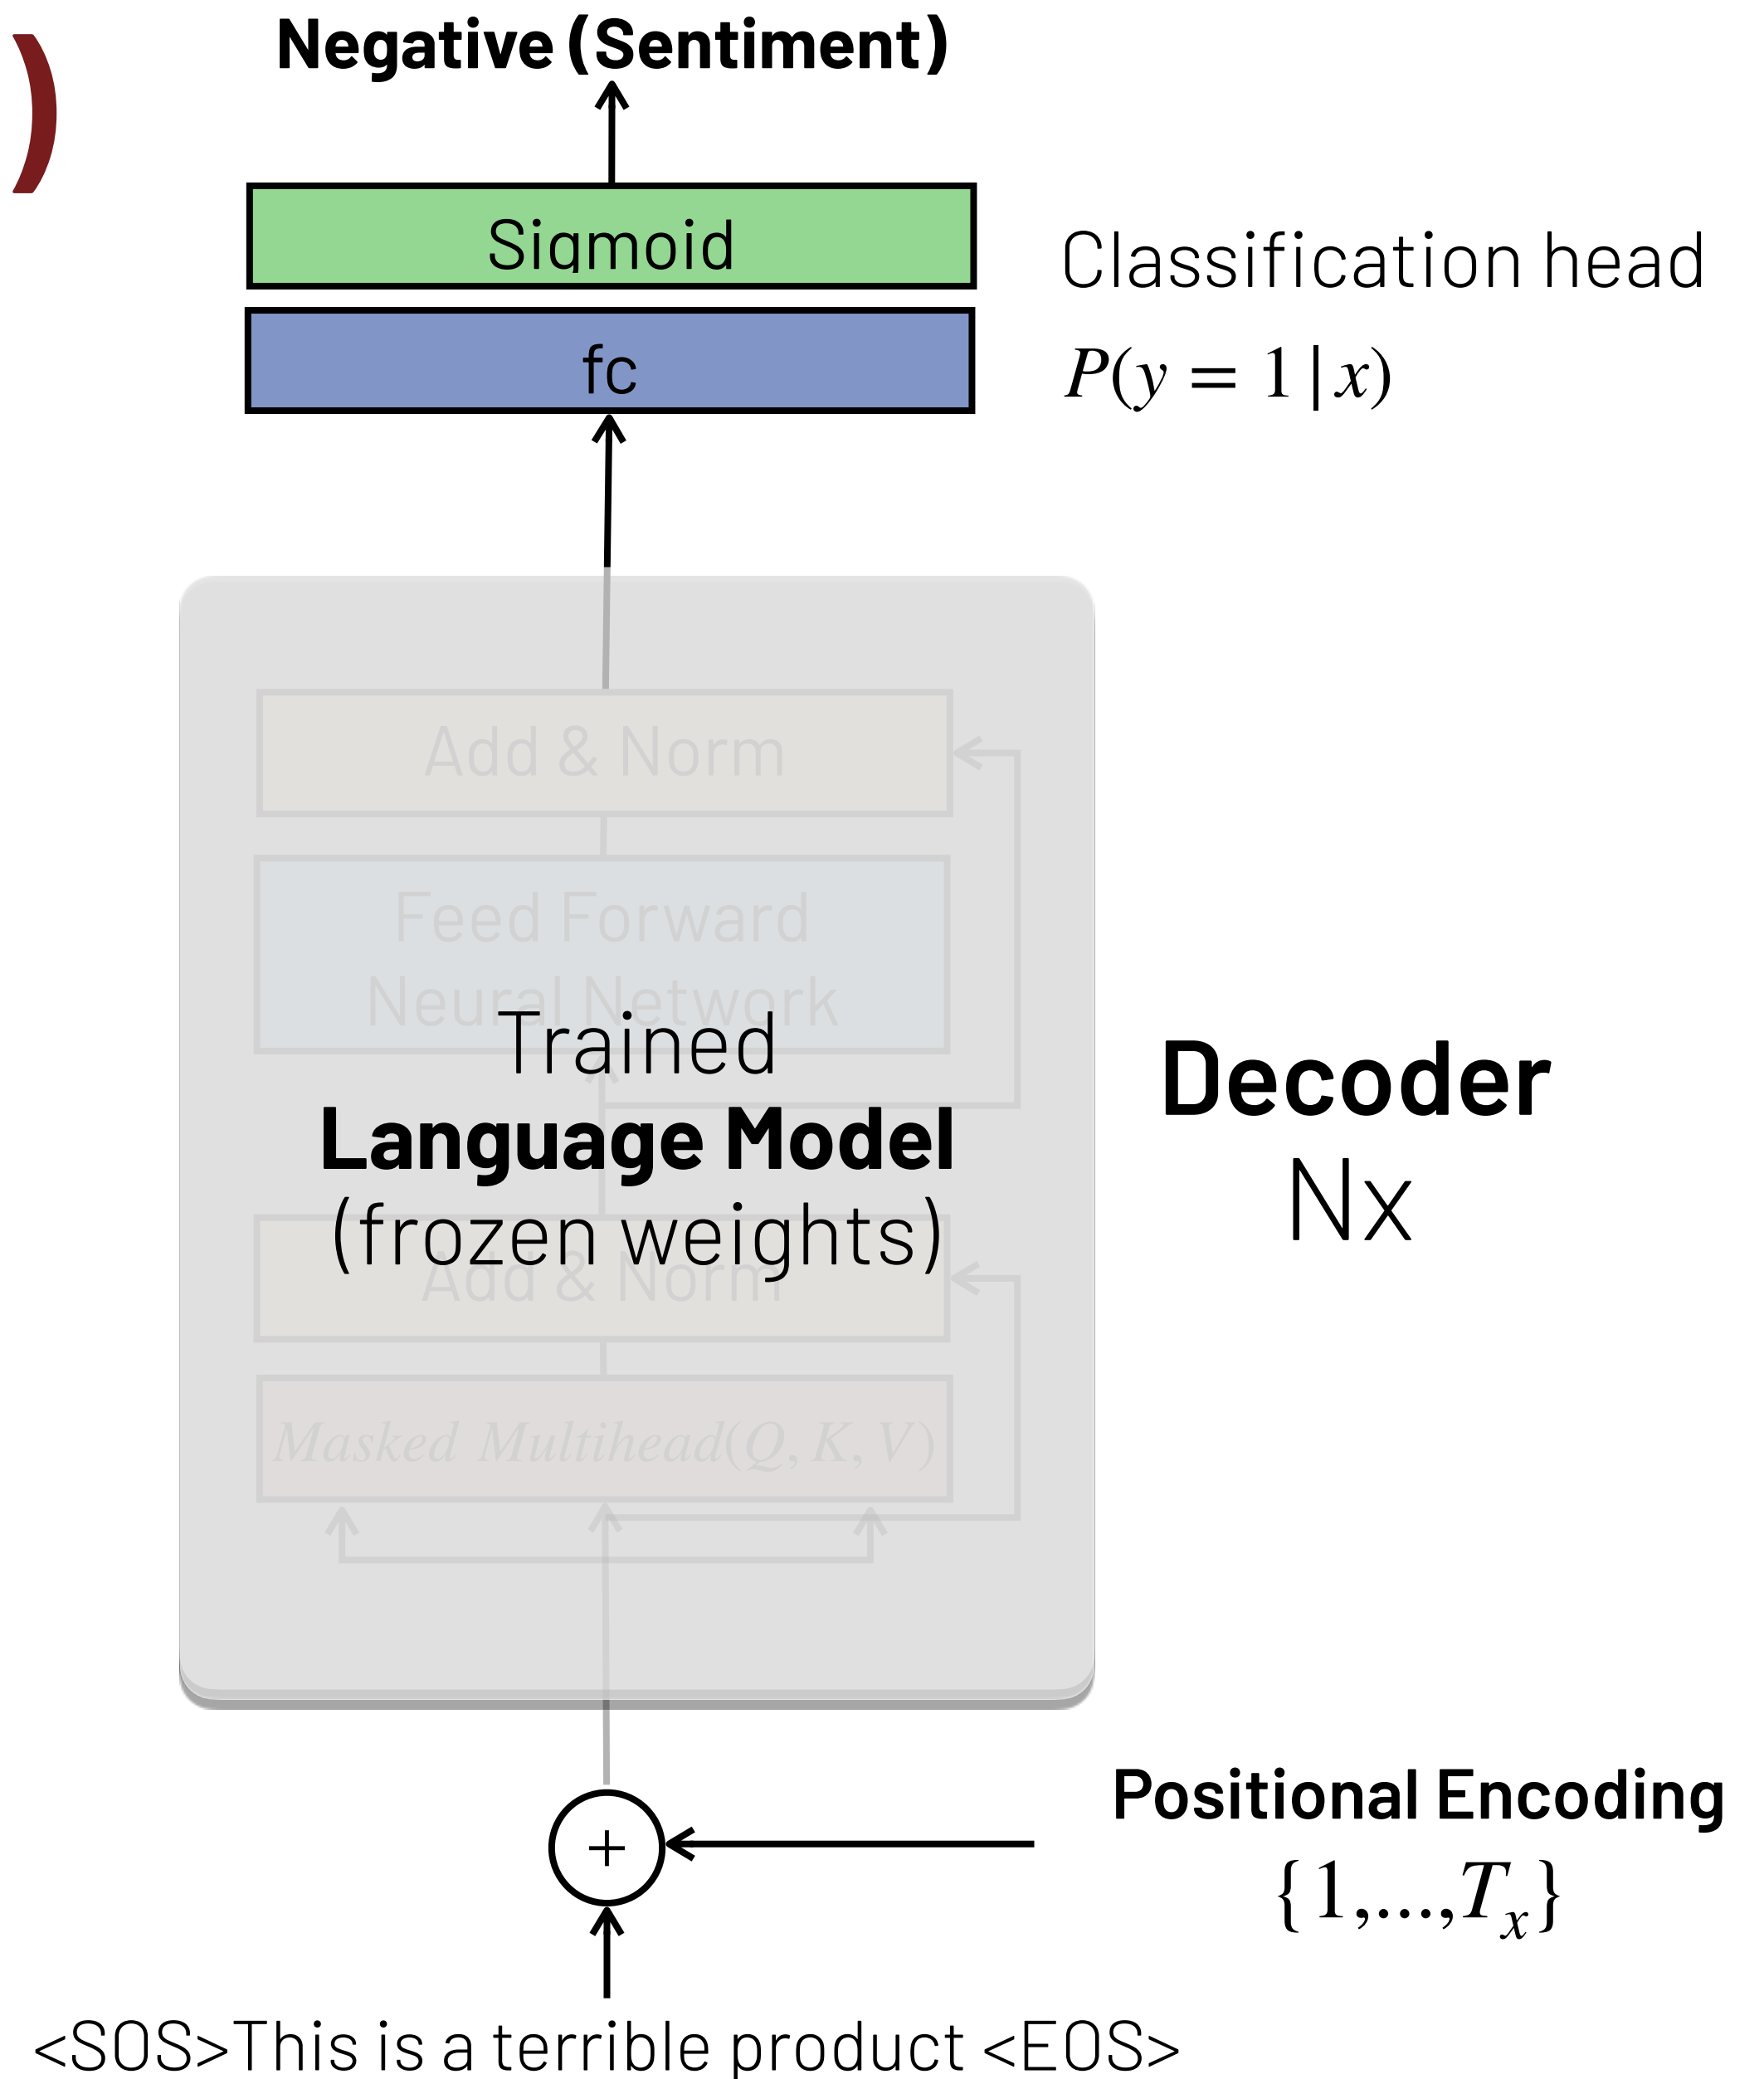 Negative (Sentiment)
)
Sigmoid
Classification head
fc
P(y = 1 | x)
Add & Norm
Feed Forward
Neural Network
Trained
Language Model
(frozen weights)
Decoder
Nx
Add & Norm
Masked Multihead(Q, K, V)
Positional Encoding
+
{1,...,Tₓ}
<SOS>This is a terrible product <EOS>